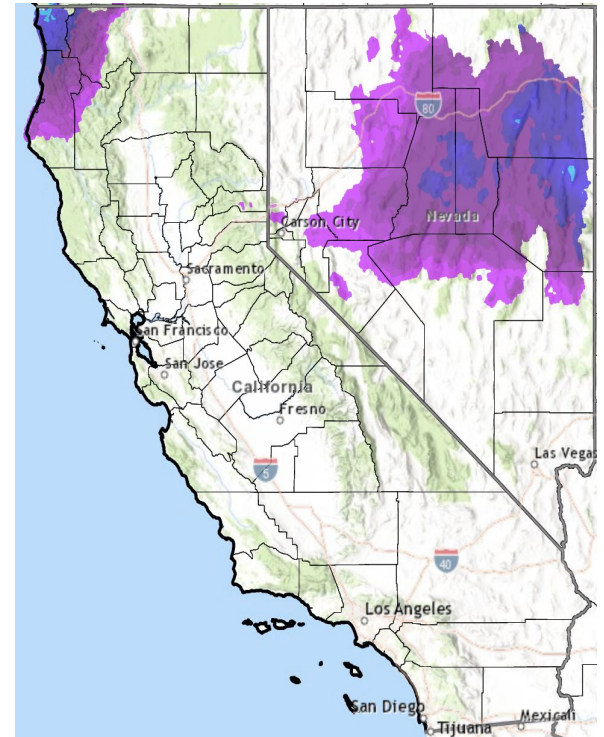 80
Nevada
Carson City
Sacramento
San Francisco
San Jose
California
Fresno
Las Vegas
5
40
Los Angeles
San Diego
Mexicali
Tijuana